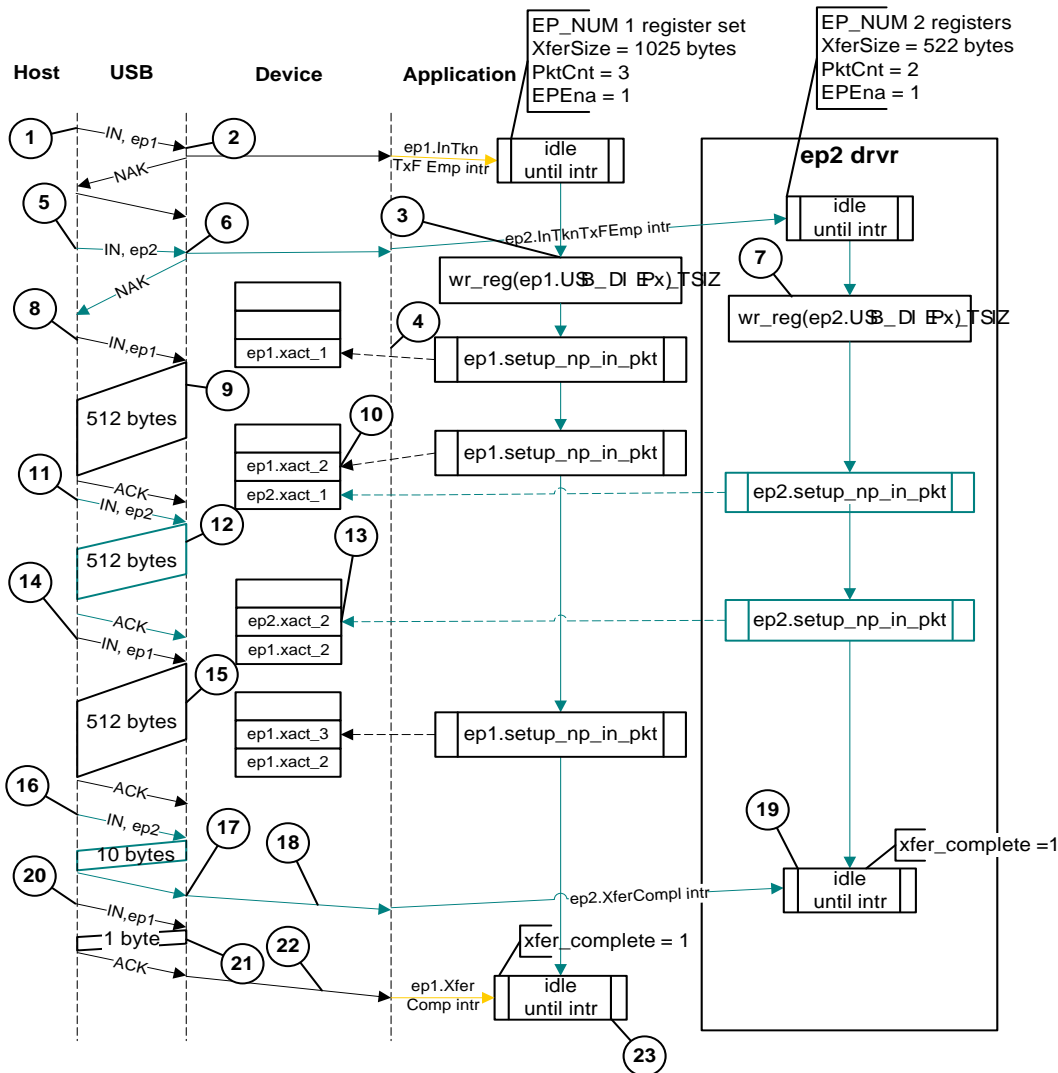 EP_NUM 1 register set
XferSize = 1025 bytes
PktCnt = 3
EPEna = 1
EP_NUM 2 registers
XferSize = 522 bytes
PktCnt = 2
EPEna = 1
Host
USB
Device
Application
1
IN, ep1
2
ep1.InTkn
TxF Emp intr
idle
until intr
ep2 drvr
NAK
5
6
3
idle
until intr
IN, ep2
ep2.InTknTxFEmp intr
7
wr_reg(ep1.USB_DIEPx)_TSIZ
NAK
8
wr_reg(ep2.USB_DIEPx)_TSIZ
4
IN,ep1
ep1.xact_1
ep1.setup_np_in_pkt
9
512 bytes
10
ep1.xact_2
ep1.setup_np_in_pkt
11
ACK
ep2.xact_1
ep2.setup_np_in_pkt
IN, ep2
12
13
512 bytes
14
ep2.xact_2
ep2.setup_np_in_pkt
ACK
ep1.xact_2
IN, ep1
15
512 bytes
ep1.xact_3
ep1.setup_np_in_pkt
ep1.xact_2
16
ACK
IN, ep2
17
18
19
xfer_complete =1
10 bytes
20
ep2.XferCompl intr
idle
until intr
IN,ep1
1 byte
21
22
xfer_complete = 1
ACK
ep1.Xfer
Comp intr
idle
until intr
23